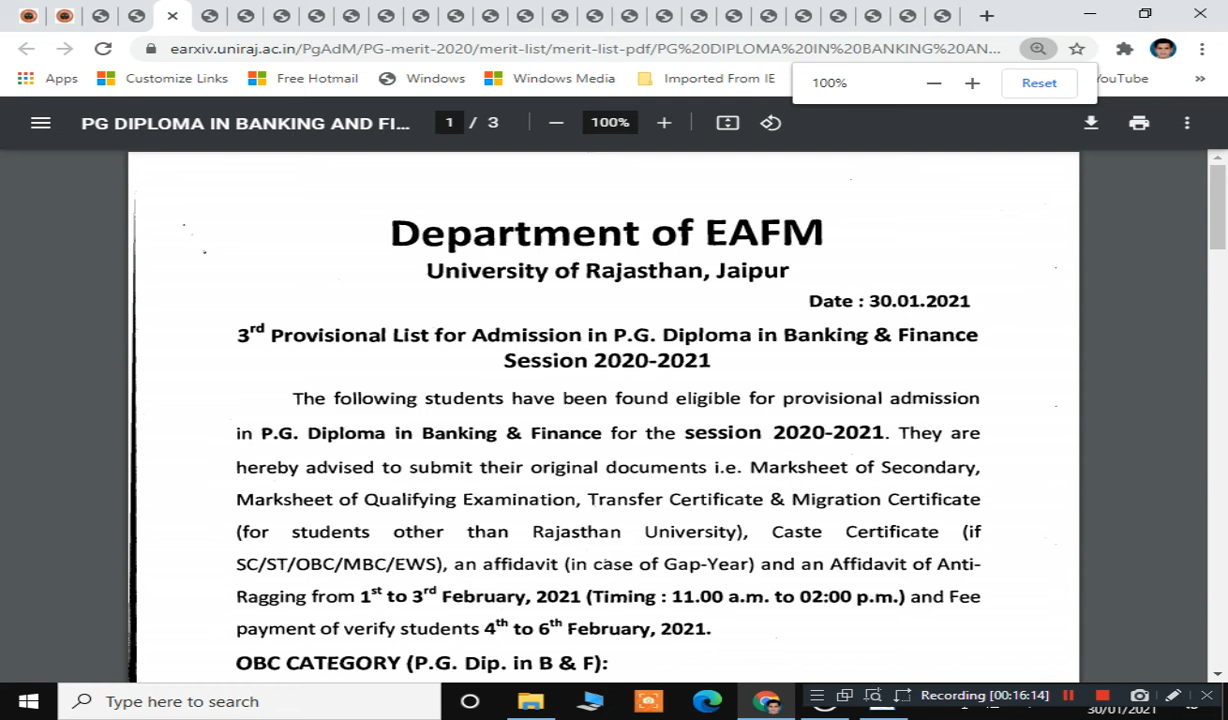 earxiv.uniraj.ac.in/PgAdM/PG-merit-2020/merit-list/merit-list-pdf/PG%20DIPLOMA%20IN%20BANKING%20AN...
Apps Customize Links Free Hotmail Windows Windows Media Imported From IE YouTube »
100% Reset
PG DIPLOMA IN BANKING AND FI... 1 / 3 100%
Department of EAFM
University of Rajasthan, Jaipur
Date : 30.01.2021
3rd Provisional List for Admission in P.G. Diploma in Banking & Finance
Session 2020-2021
The following students have been found eligible for provisional admission
in P.G. Diploma in Banking & Finance for the session 2020-2021. They are
hereby advised to submit their original documents i.e. Marksheet of Secondary,
Marksheet of Qualifying Examination, Transfer Certificate & Migration Certificate
(for students other than Rajasthan University), Caste Certificate (if
SC/ST/OBC/MBC/EWS), an affidavit (in case of Gap-Year) and an Affidavit of Anti-
Ragging from 1st to 3rd February, 2021 (Timing : 11.00 a.m. to 02:00 p.m.) and Fee
payment of verify students 4th to 6th February, 2021.
OBC CATEGORY (P.G. Dip. in B & F):
Type here to search
Recording [00:16:14]
30/01/2021